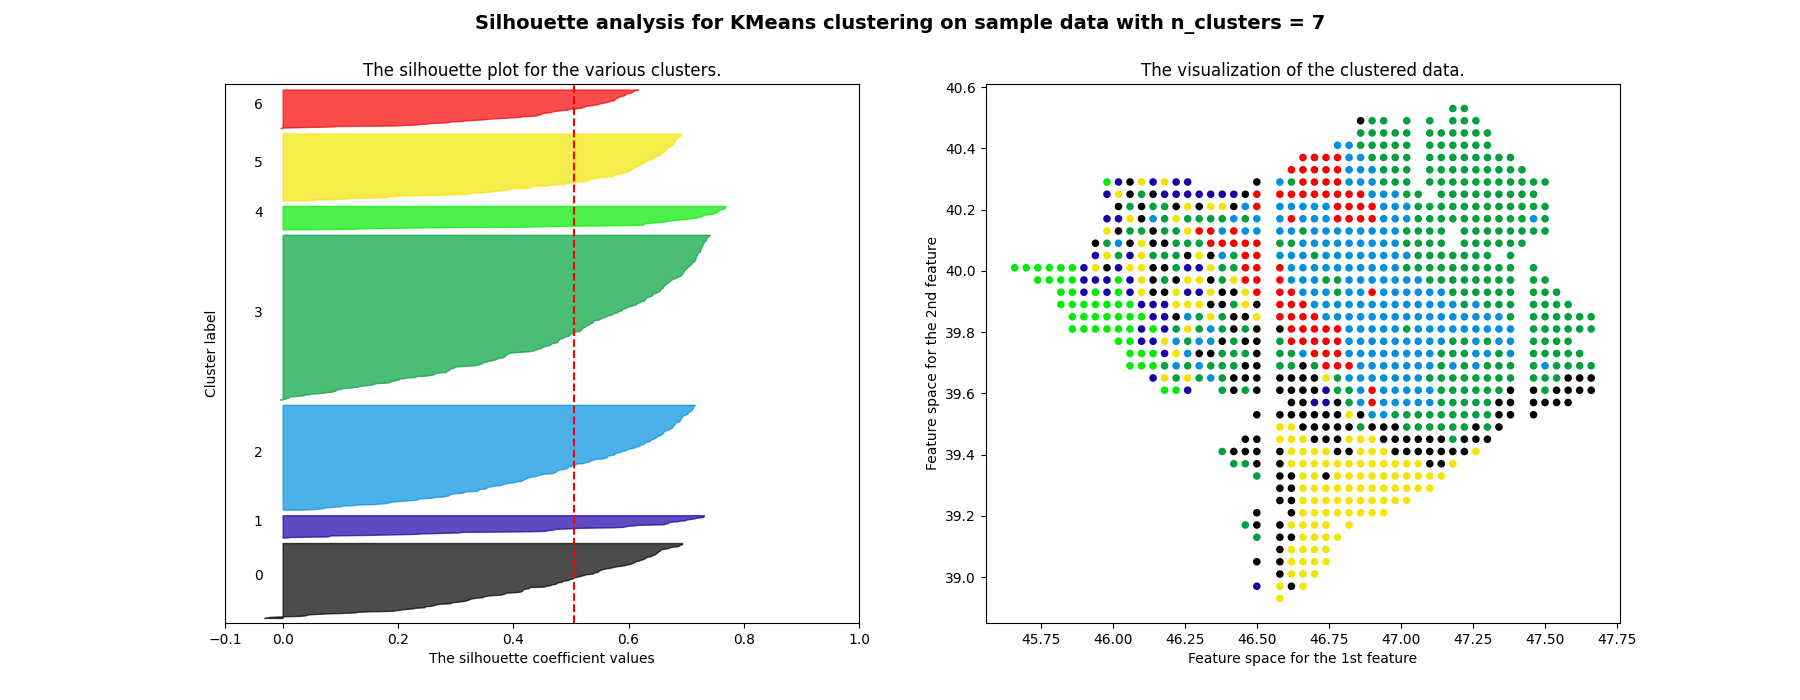 Silhouette analysis for KMeans clustering on sample data with n_clusters = 7
The silhouette plot for the various clusters.
Cluster label
6
5
4
3
2
1
0
−0.1 0.0 0.2 0.4 0.6 0.8 1.0
The silhouette coefficient values
The visualization of the clustered data.
Feature space for the 2nd feature
40.6
40.4
40.2
40.0
39.8
39.6
39.4
39.2
39.0
45.75 46.00 46.25 46.50 46.75 47.00 47.25 47.50 47.75
Feature space for the 1st feature